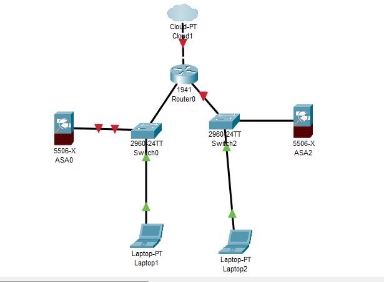 Cloud-PT
Cloud1
1941
Router0
5506-X
ASA0
2960-24TT
Switch0
2960-24TT
Switch2
5506-X
ASA2
Laptop-PT
Laptop1
Laptop-PT
Laptop2